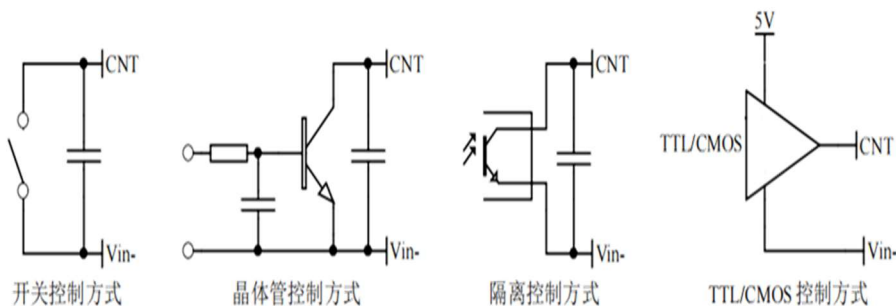 CNT
Vin-
开关控制方式
CNT
Vin-
晶体管控制方式
CNT
Vin-
隔离控制方式
5V
TTL/CMOS
CNT
Vin-
TTL/CMOS 控制方式